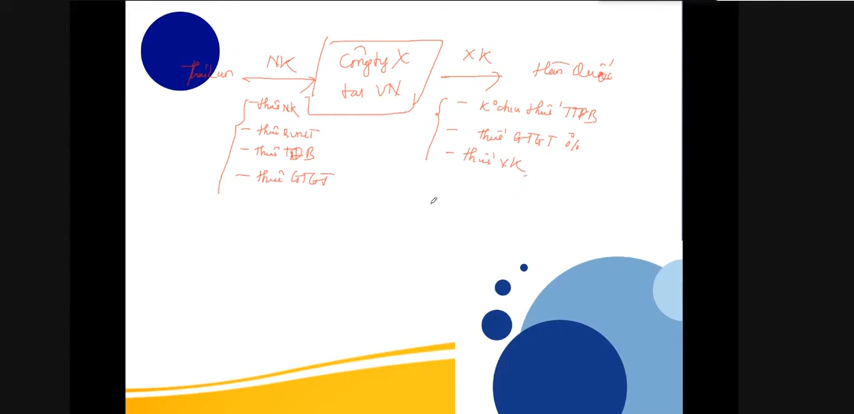 Thái Lan
NK
Công ty X
tại VN
XK
Hàn Quốc
- thuế NK
- thuế BVMT
- thuế TTĐB
- thuế GTGT
- K° chịu thuế TTĐB
- thuế GTGT 0%
- thuế XK